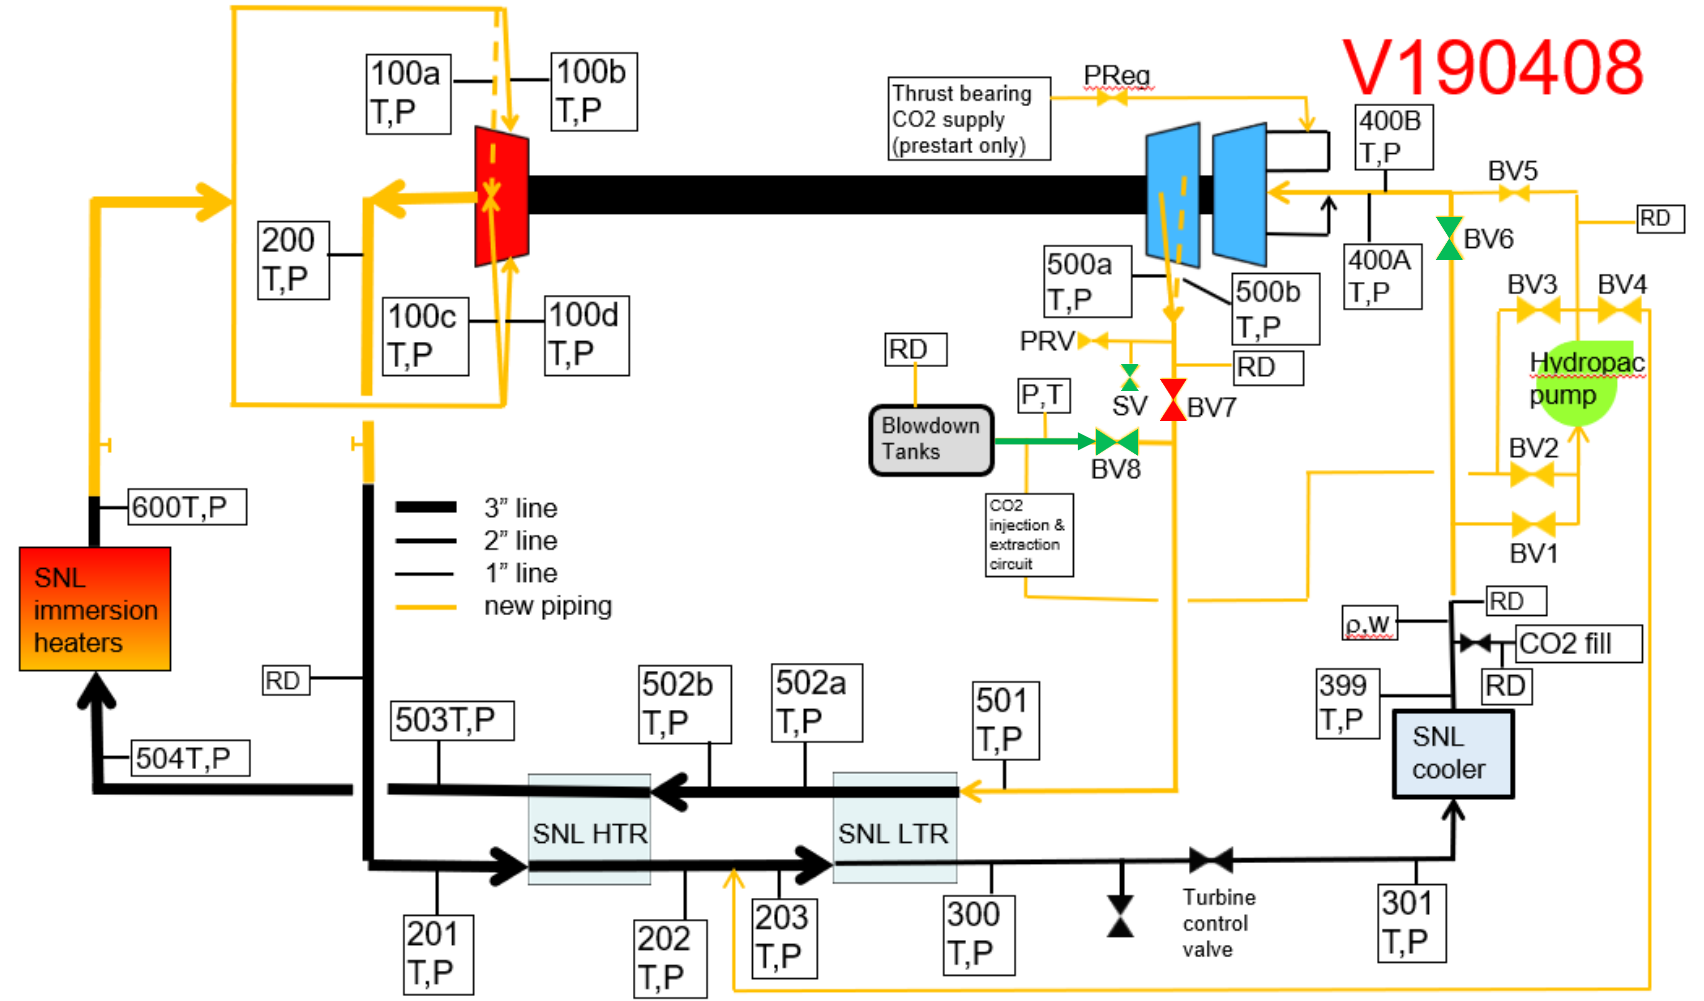 V190408
100a
T,P
100b
T,P
Thrust bearing
CO2 supply
(prestart only)
PReg
400B
T,P
BV5
RD
BV6
200
T,P
500a
T,P
500b
T,P
400A
T,P
BV3
BV4
100c
T,P
100d
T,P
PRV
RD
RD
Hydropac
pump
P,T
SV
BV7
Blowdown
Tanks
BV8
BV2
600T,P
3” line
2” line
1” line
new piping
CO2
injection &
extraction
circuit
BV1
SNL
immersion
heaters
RD
ρ,w
CO2 fill
RD
RD
502b
T,P
502a
T,P
501
T,P
399
T,P
503T,P
504T,P
SNL
cooler
SNL HTR
SNL LTR
201
T,P
202
T,P
203
T,P
300
T,P
Turbine
control
valve
301
T,P